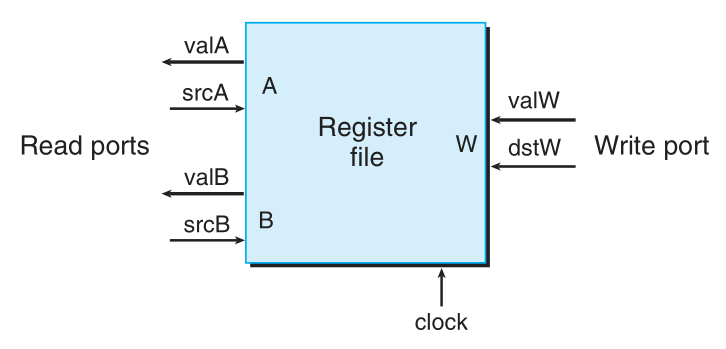 valA
srcA
A
Read ports
valB
srcB
B
Register
file
W
valW
dstW
Write port
clock